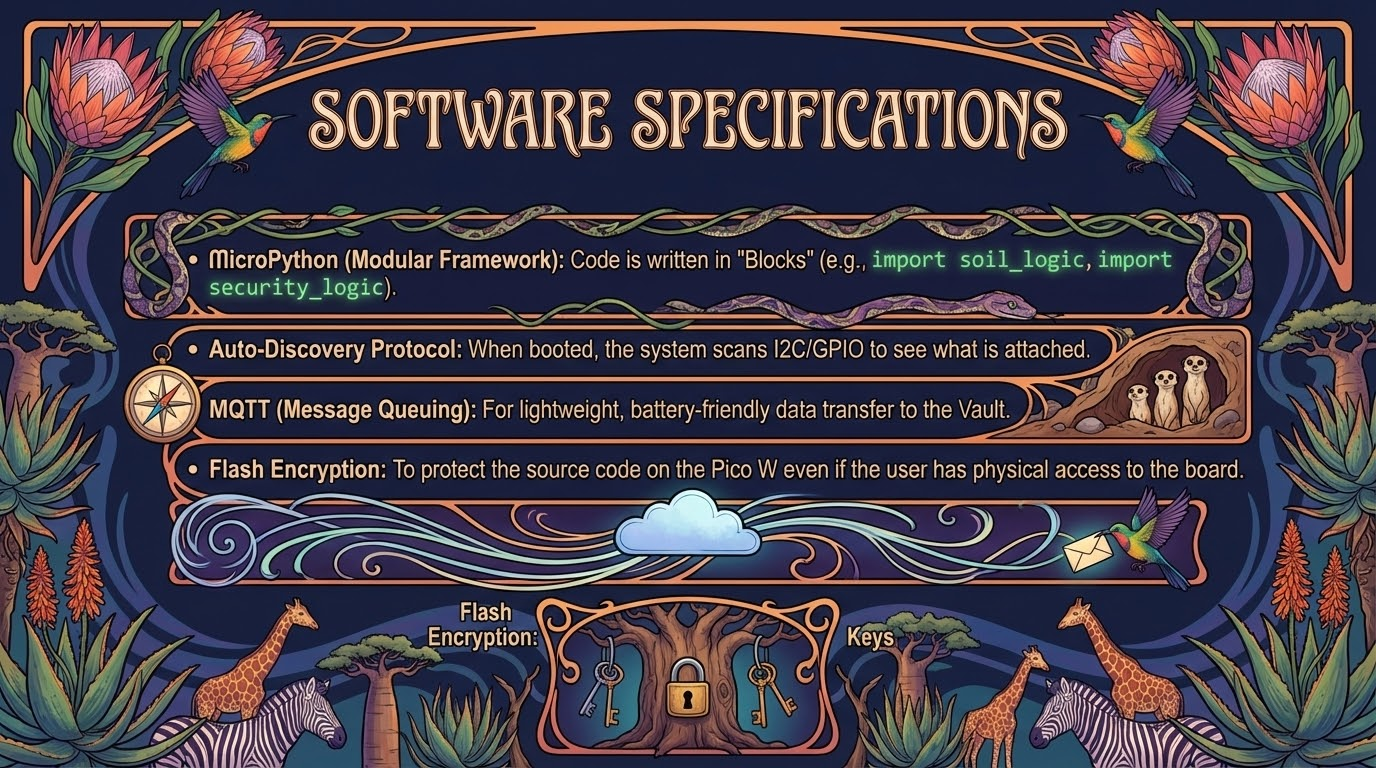 SOFTWARE SPECIFICATIONS
• MicroPython (Modular Framework): Code is written in "Blocks" (e.g., import soil_logic, import
security_logic).
• Auto-Discovery Protocol: When booted, the system scans I2C/GPIO to see what is attached.
MQTT (Message Queuing): For lightweight, battery-friendly data transfer to the Vault.
• Flash Encryption: To protect the source code on the Pico W even if the user has physical access to the board.
Flash
Encryption:
Keys